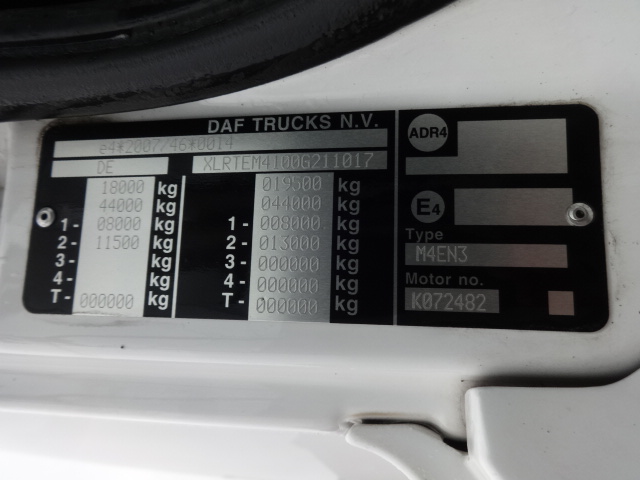 DAF TRUCKS N.V.
e4*2007/46*0014
DE XLRTEM4100G211017
18000 kg 019500 kg
44000 kg 044000 kg
1- 08000 kg 1- 008000 kg
2- 11500 kg 2- 013000 kg
3- kg 3- 000000 kg
4- kg 4- 000000 kg
T- 000000 kg T- 000000 kg
ADR4
E4
Type
M4EN3
Motor no.
K072482